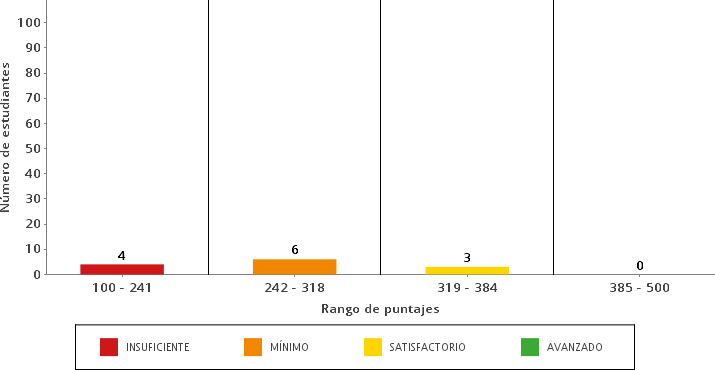 100
90
80
70
60
50
40
30
20
10
0
Número de estudiantes
4
6
3
0
100 - 241
242 - 318
319 - 384
385 - 500
Rango de puntajes
INSUFICIENTE
MÍNIMO
SATISFACTORIO
AVANZADO